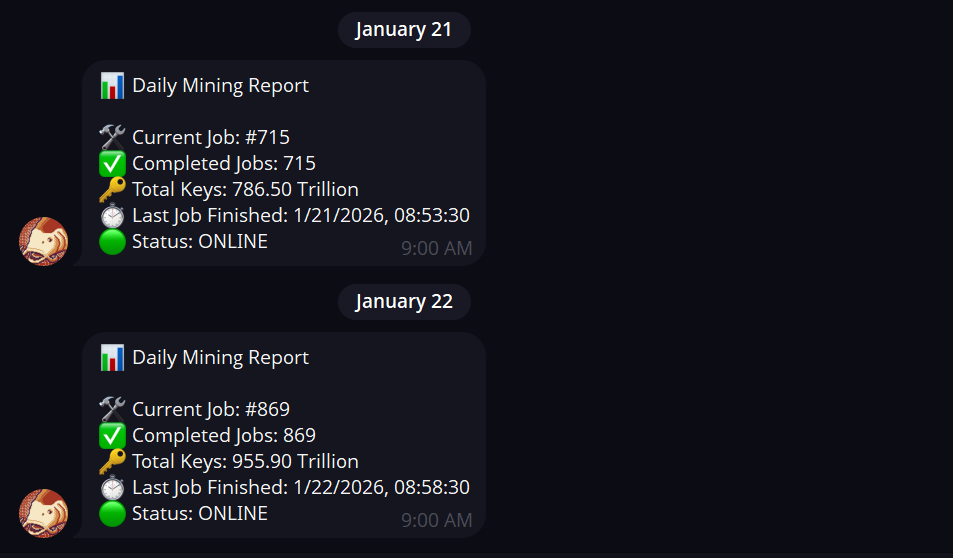 January 21
📊 Daily Mining Report
🛠 Current Job: #715
✅ Completed Jobs: 715
🔑 Total Keys: 786.50 Trillion
⏱ Last Job Finished: 1/21/2026, 08:53:30
🟢 Status: ONLINE
9:00 AM
January 22
📊 Daily Mining Report
🛠 Current Job: #869
✅ Completed Jobs: 869
🔑 Total Keys: 955.90 Trillion
⏱ Last Job Finished: 1/22/2026, 08:58:30
🟢 Status: ONLINE
9:00 AM